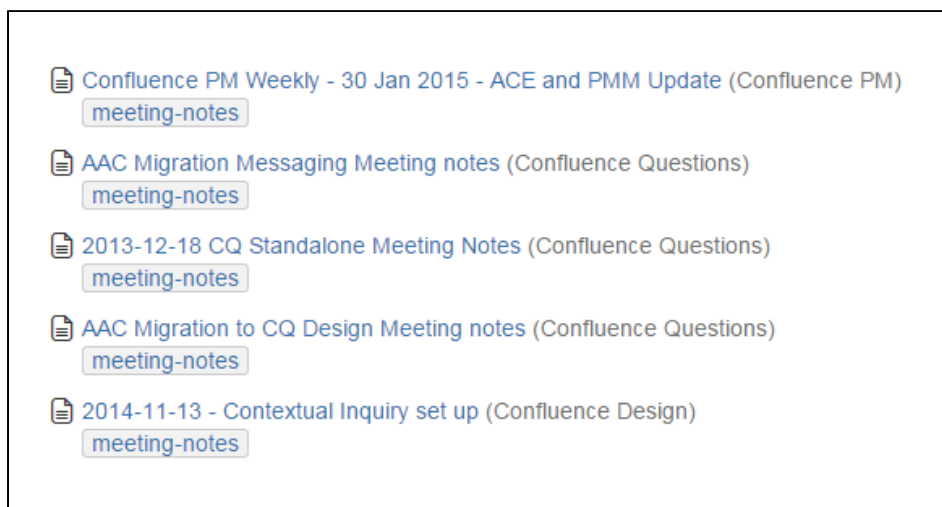 Confluence PM Weekly - 30 Jan 2015 - ACE and PMM Update (Confluence PM)
meeting-notes
AAC Migration Messaging Meeting notes (Confluence Questions)
meeting-notes
2013-12-18 CQ Standalone Meeting Notes (Confluence Questions)
meeting-notes
AAC Migration to CQ Design Meeting notes (Confluence Questions)
meeting-notes
2014-11-13 - Contextual Inquiry set up (Confluence Design)
meeting-notes